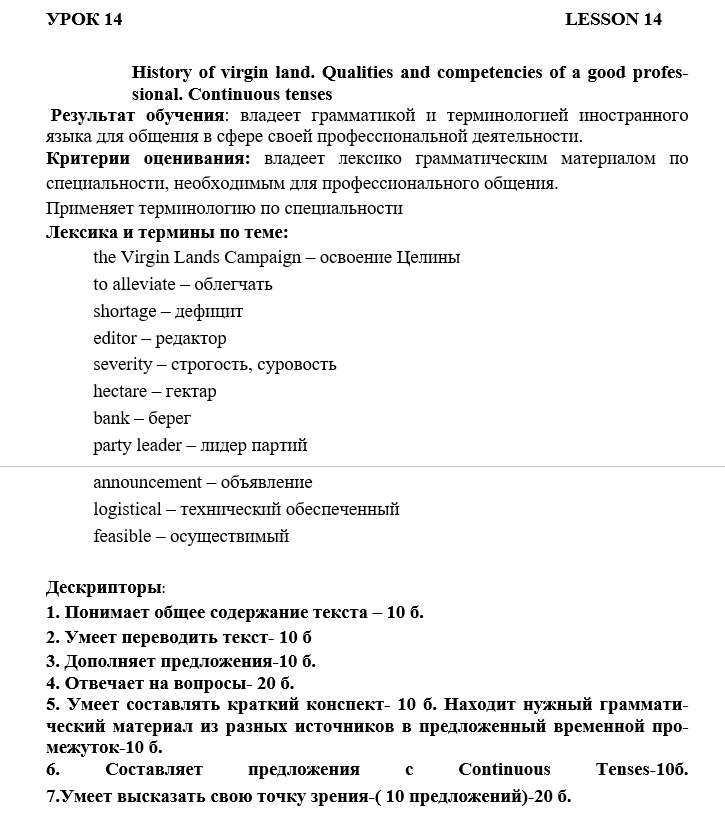 УРОК 14 LESSON 14
History of virgin land. Qualities and competencies of a good profes-
sional. Continuous tenses
Результат обучения: владеет грамматикой и терминологией иностранного
языка для общения в сфере своей профессиональной деятельности.
Критерии оценивания: владеет лексико грамматическим материалом по
специальности, необходимым для профессионального общения.
Применяет терминологию по специальности
Лексика и термины по теме:
the Virgin Lands Campaign – освоение Целины
to alleviate – облегчать
shortage – дефицит
editor – редактор
severity – строгость, суровость
hectare – гектар
bank – берег
party leader – лидер партий
announcement – объявление
logistical – технический обеспеченный
feasible – осуществимый
Дескрипторы:
1. Понимает общее содержание текста – 10 б.
2. Умеет переводить текст- 10 б
3. Дополняет предложения-10 б.
4. Отвечает на вопросы- 20 б.
5. Умеет составлять краткий конспект- 10 б. Находит нужный граммати-
ческий материал из разных источников в предложенный временной про-
межуток-10 б.
6. Составляет предложения с Continuous Tenses-10б.
7.Умеет высказать свою точку зрения-( 10 предложений)-20 б.